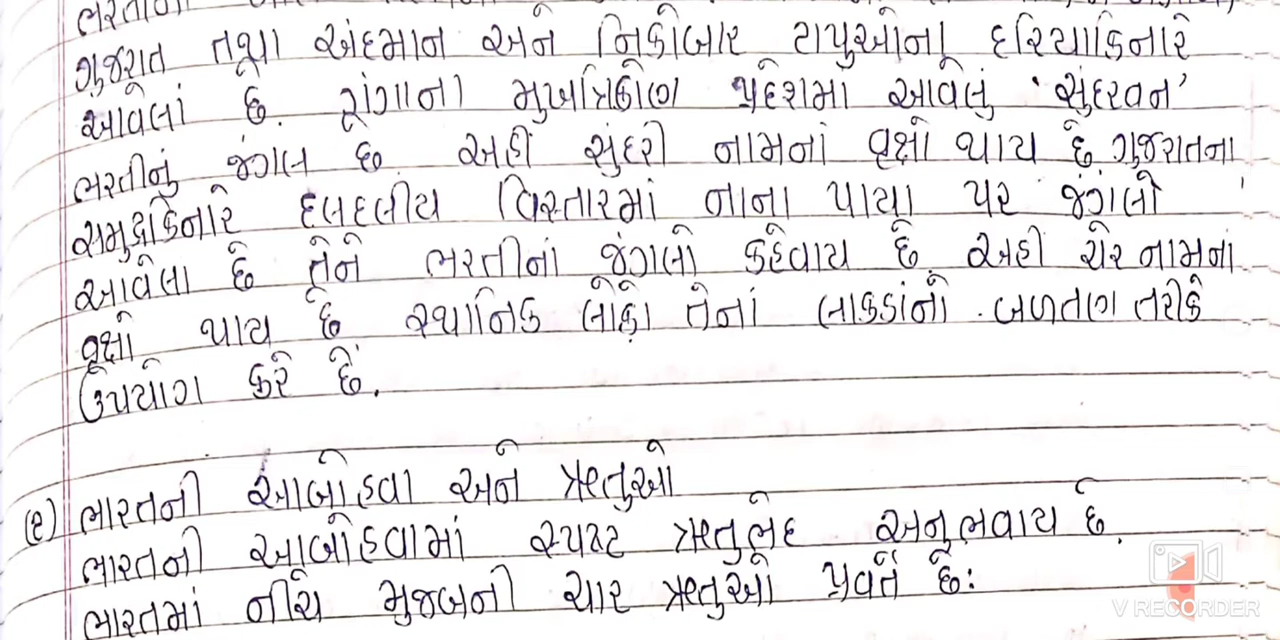 ગુજરાત તથા અંદમાન અને નિકોબાર ટાપુઓના દરિયાકિનારે
આવેલાં છે. ગંગાના મુખત્રિકોણ પ્રદેશમાં આવેલું 'સુંદરવન'
ભરતીનું જંગલ છે. અહીં સુંદરી નામનાં વૃક્ષો થાય છે ગુજરાતના
સમુદ્રકિનારે દલદલીય વિસ્તારમાં નાના પાયા પર જંગલો
આવેલા છે તેને ભરતીનાં જંગલો કહેવાય છે. અહીં ચેર નામનાં
વૃક્ષો થાય છે સ્થાનિક લોકો તેનાં લાકડાંનો બળતણ તરીકે
ઉપયોગ કરે છે.
(૯) ભારતની આબોહવા અને ઋતુઓ
ભારતની આબોહવામાં સ્પષ્ટ ઋતુભેદ અનુભવાય છે.
ભારતમાં નીચે મુજબની ચાર ઋતુઓ પ્રવર્તે છે:
V RECORDER